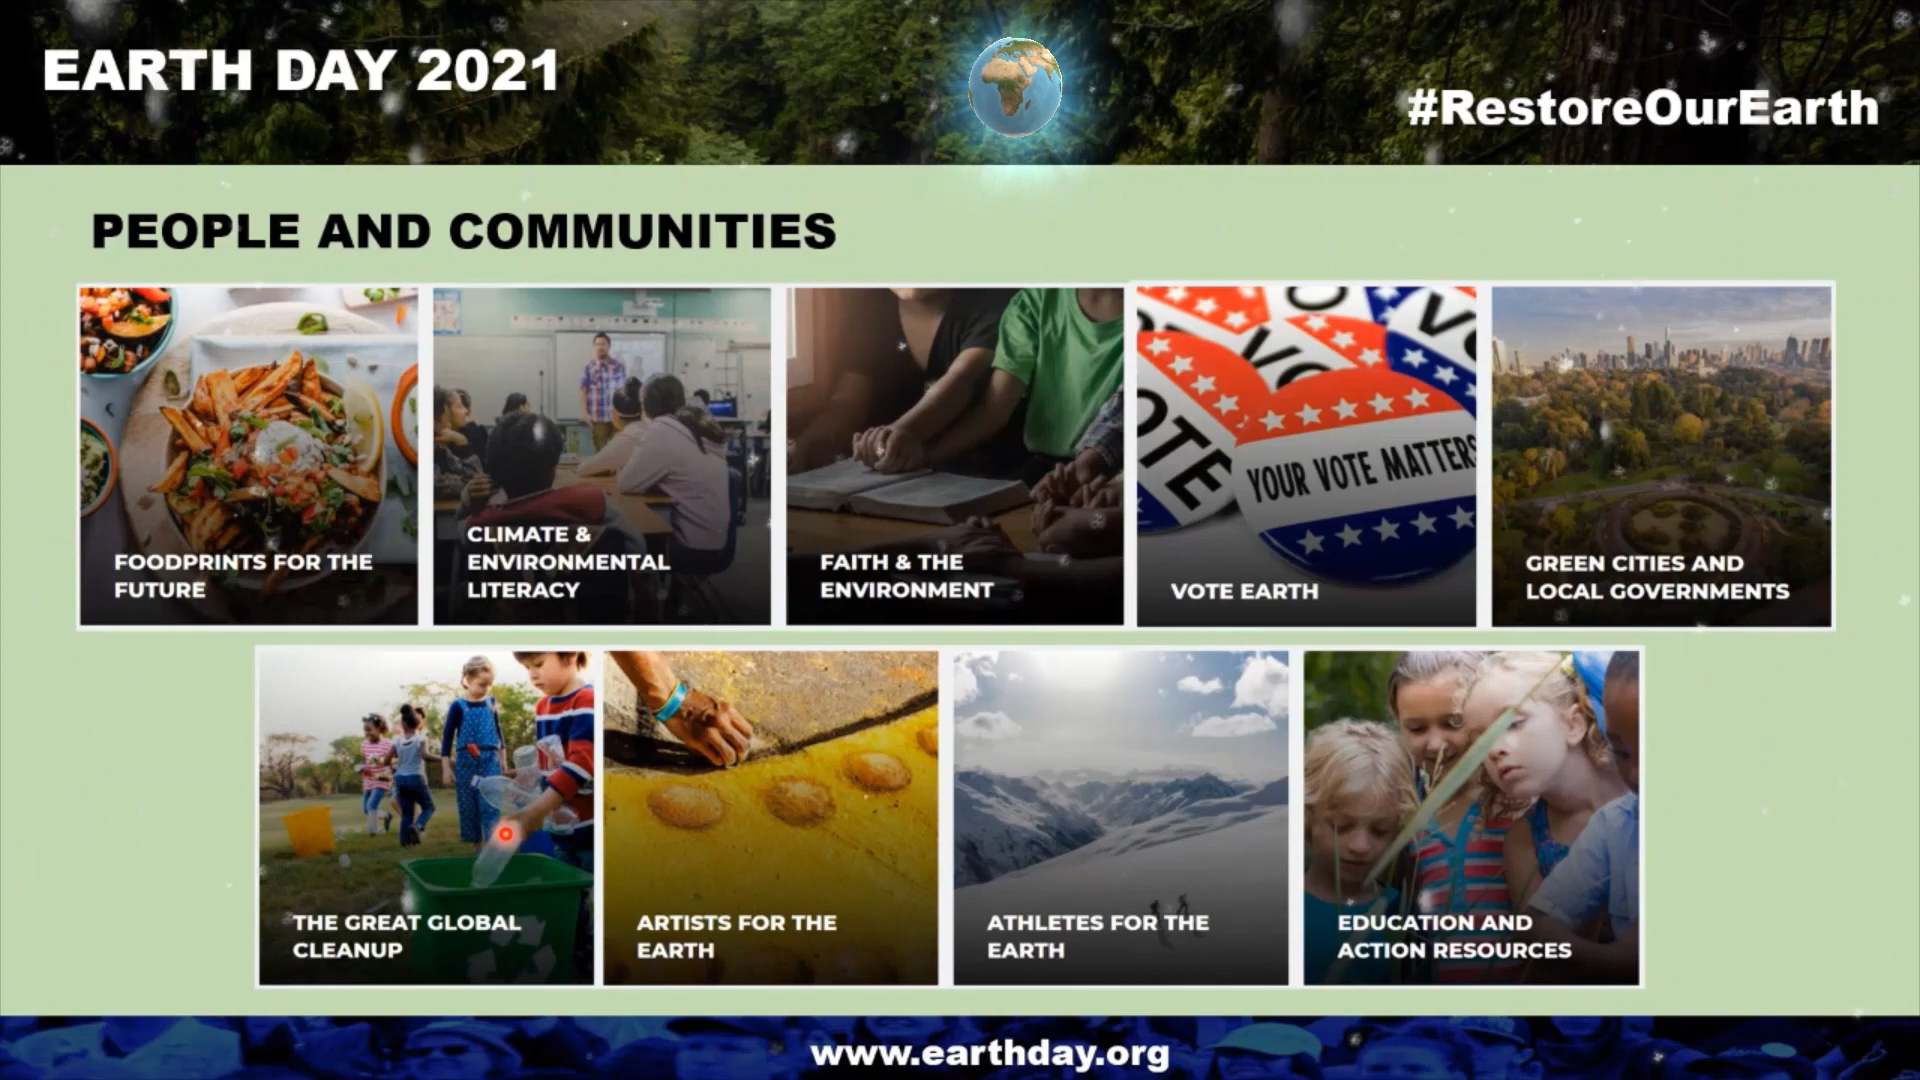 EARTH DAY 2021
#RestoreOurEarth
PEOPLE AND COMMUNITIES
FOODPRINTS FOR THE
FUTURE
CLIMATE &
ENVIRONMENTAL
LITERACY
FAITH & THE
ENVIRONMENT
OTE
YOUR VOTE MATTERS
VOTE EARTH
GREEN CITIES AND
LOCAL GOVERNMENTS
THE GREAT GLOBAL
CLEANUP
ARTISTS FOR THE
EARTH
ATHLETES FOR THE
EARTH
EDUCATION AND
ACTION RESOURCES
www.earthday.org